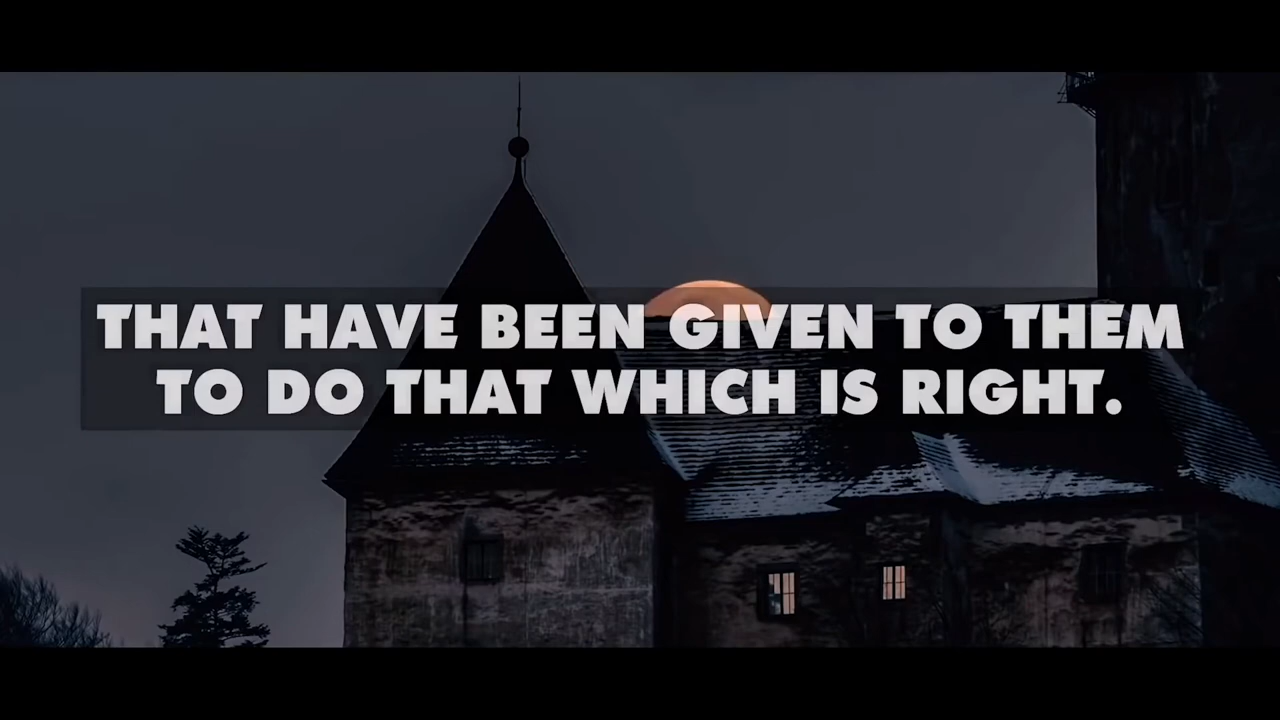 THAT HAVE BEEN GIVEN TO THEM
TO DO THAT WHICH IS RIGHT.